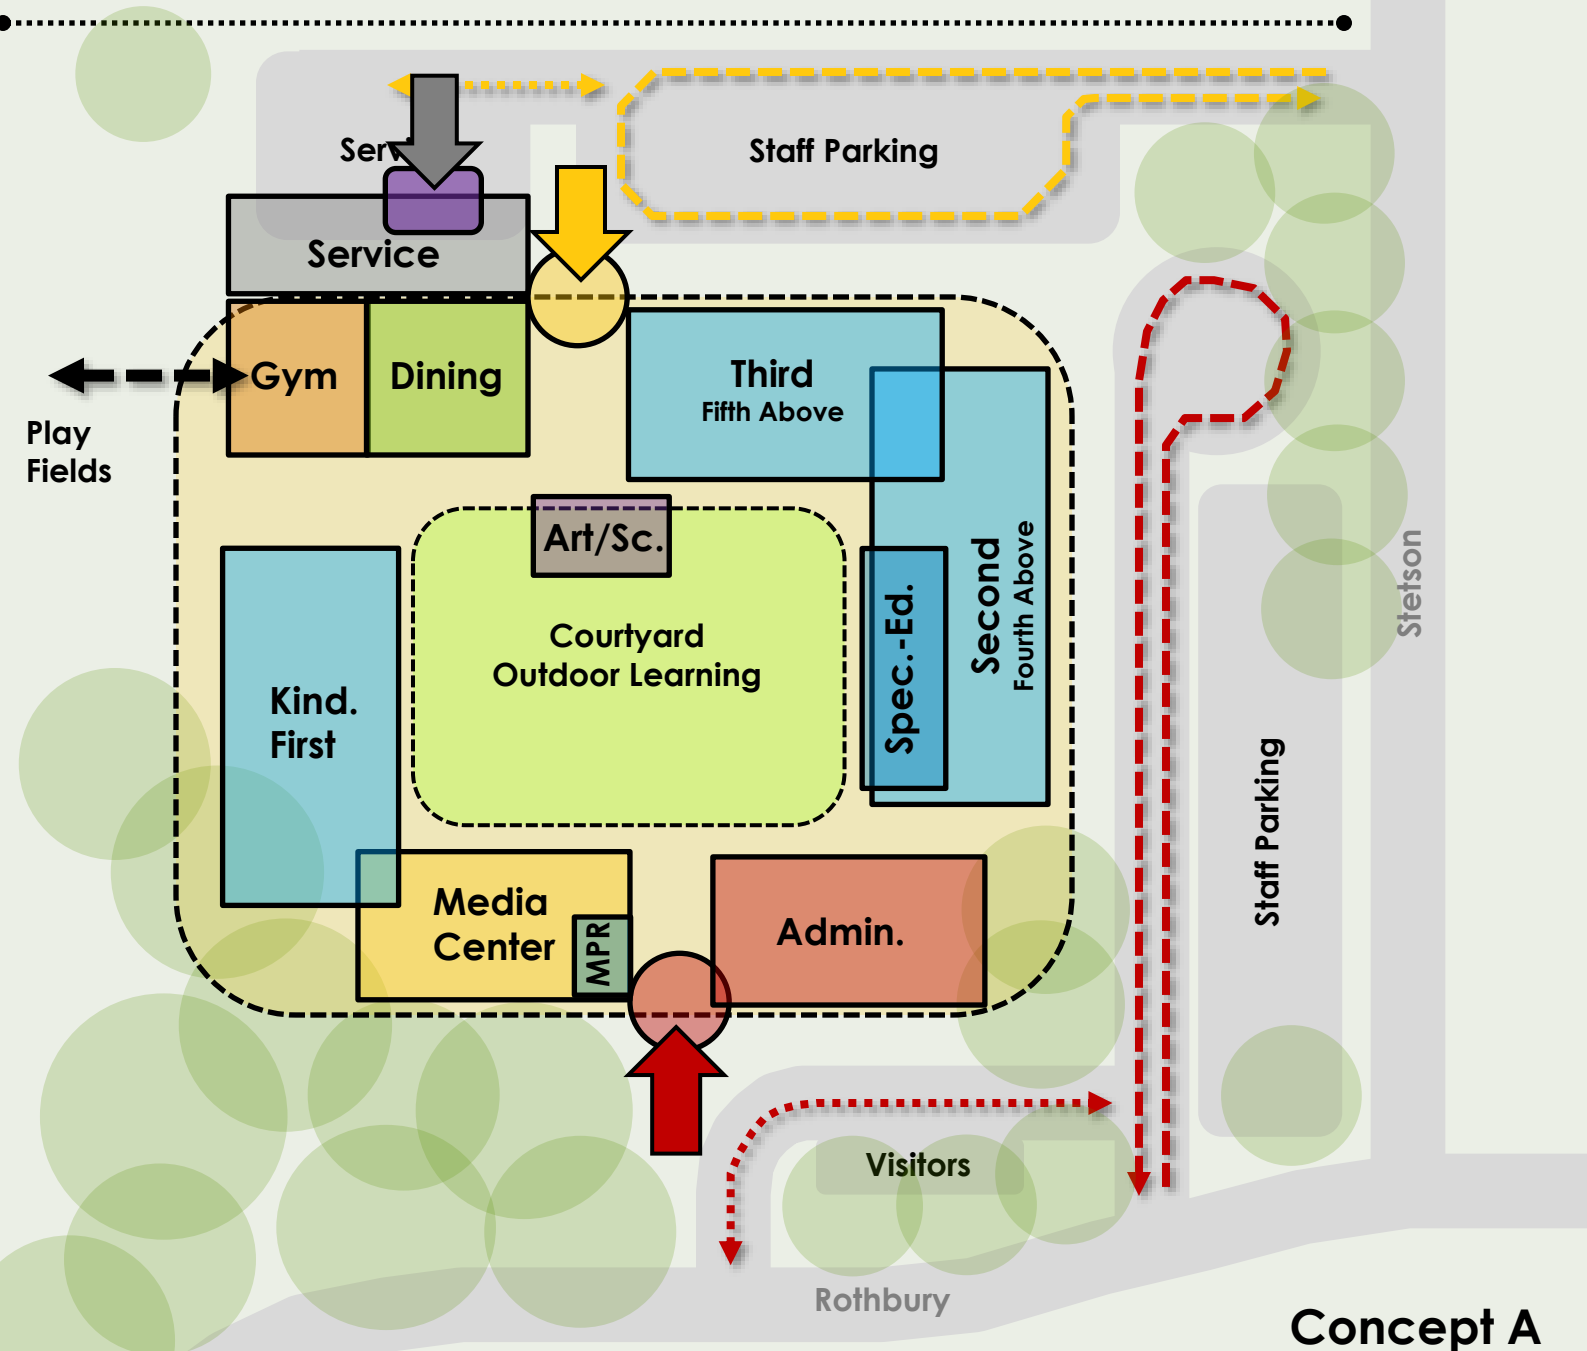 Staff Parking
Service
Gym
Dining
Third
Fifth Above
Play
Fields
Art/Sc.
Second
Fourth Above
Stetson
Courtyard
Outdoor Learning
Spec.-Ed.
Kind.
First
Staff Parking
Media
Center
MPR
Admin.
Visitors
Rothbury
Concept A